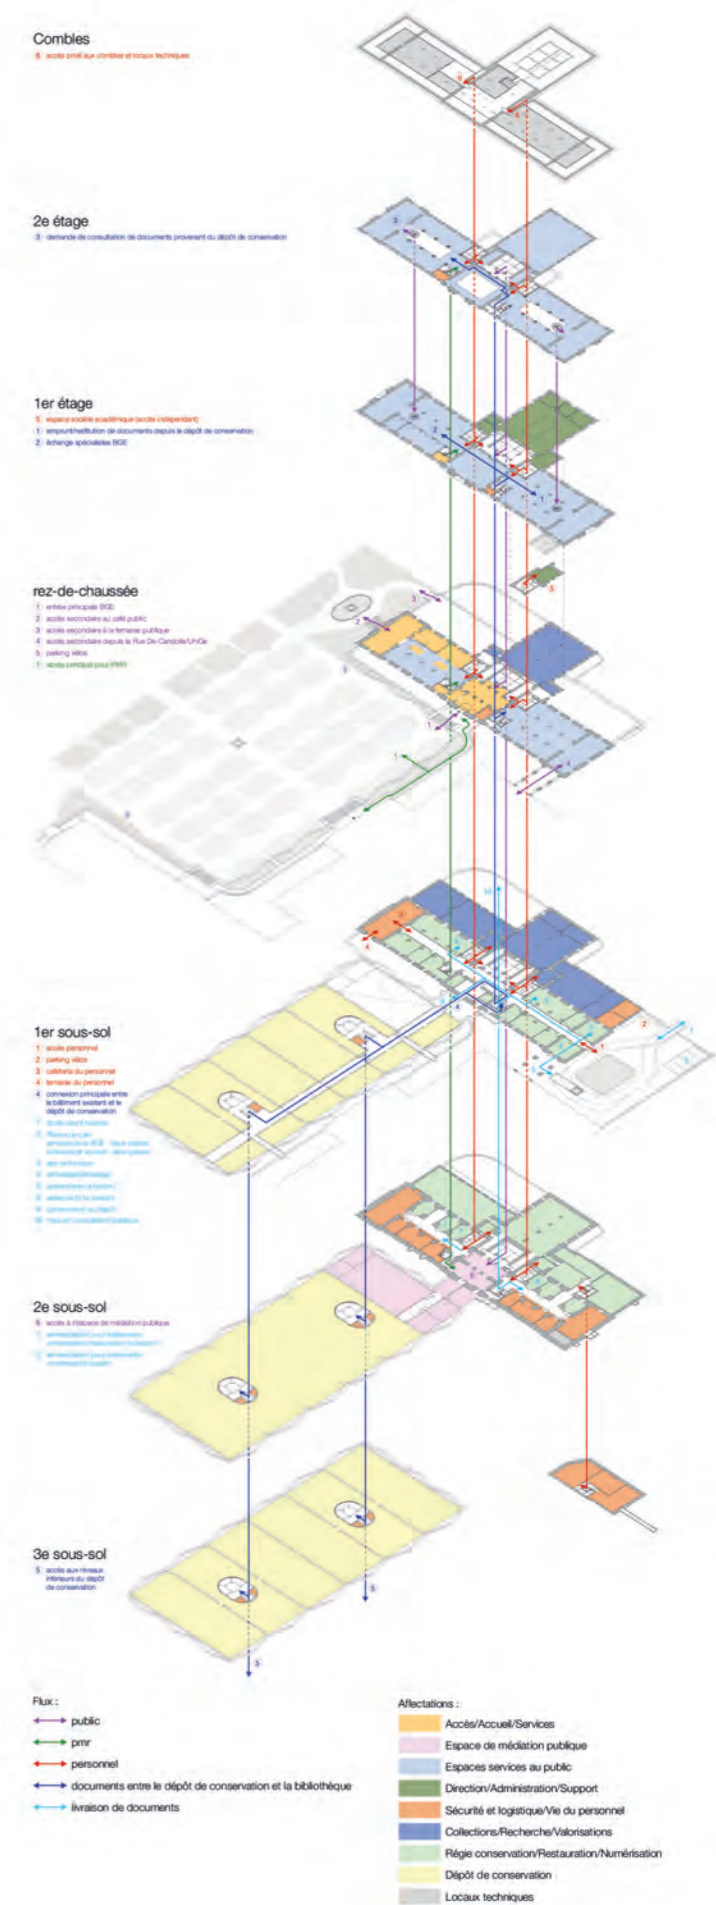 Combles
6 accès privé aux combles et locaux techniques
2e étage
3 demande de consultation de documents provenant du dépôt de conservation
1er étage
5 espace société académique (accès indépendant)
1 emprunt/restitution de documents depuis le dépôt de conservation
2 échange spécialistes BGE
rez-de-chaussée
1 entrée principale BGE
2 accès secondaire au café public
3 accès secondaire à la terrasse publique
4 accès secondaire depuis la Rue De-Candolle/UniGe
5 parking vélos
1 accès principal pour PMR
1er sous-sol
1 accès personnel
2 parking vélos
3 cafétéria du personnel
4 terrasse du personnel
4 connexion principale entre
le bâtiment existant et le
dépôt de conservation
2e sous-sol
6 accès à l'espace de médiation publique
3e sous-sol
5 accès aux niveaux
inférieurs du dépôt
de conservation
Flux :
public
pmr
personnel
documents entre le dépôt de conservation et la bibliothèque
livraison de documents
Affectations :
Accès/Accueil/Services
Espace de médiation publique
Espaces services au public
Direction/Administration/Support
Sécurité et logistique/Vie du personnel
Collections/Recherche/Valorisations
Régie conservation/Restauration/Numérisation
Dépôt de conservation
Locaux techniques